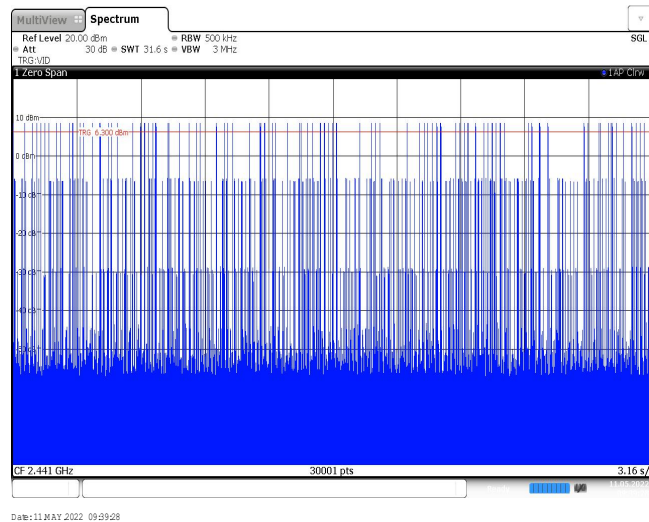 MultiView Spectrum
Ref Level 20.00 dBm RBW 500 kHz SGL
Att 30 dB SWT 31.6 s VBW 3 MHz
TRG:VID
1 Zero Span 1AP Clrw
10 dBm
TRG 6.300 dBm
0 dBm
-10 dBm
-20 dBm
-30 dBm
-40 dBm
CF 2.441 GHz 30001 pts 3.16 s/
11.05.2022
Date:11.MAY.2022 09:39:28